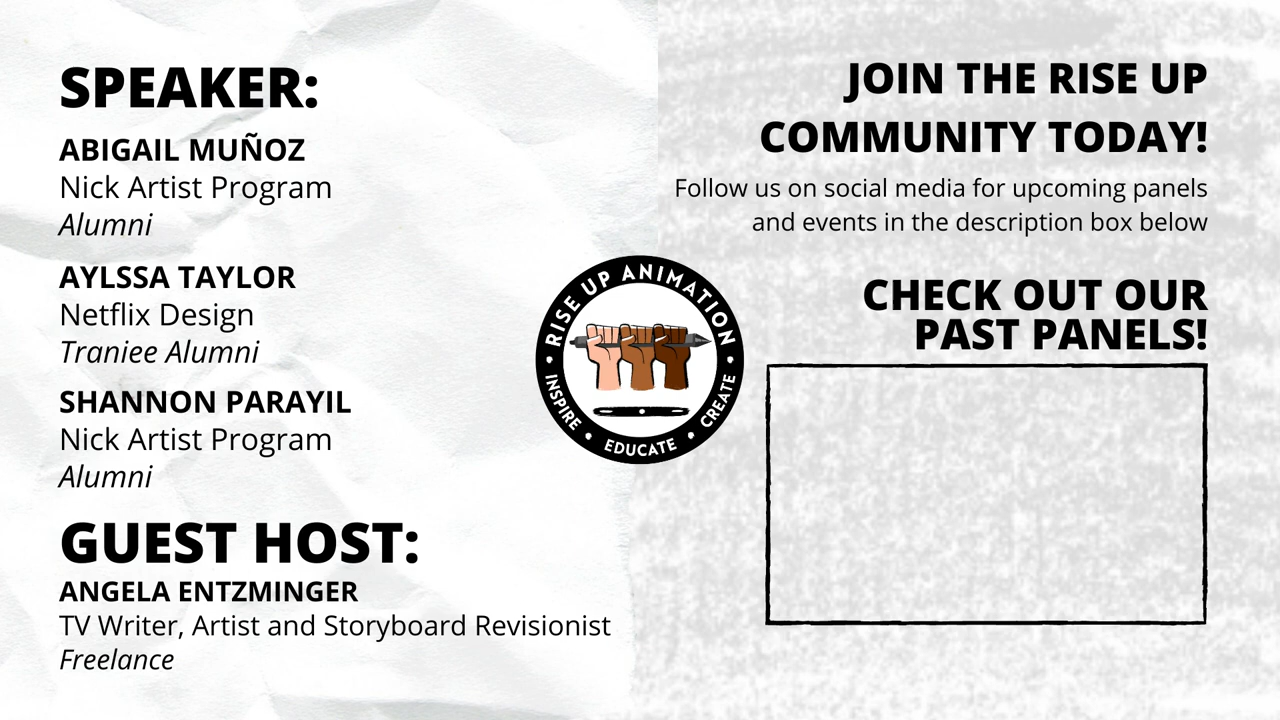 SPEAKER:
ABIGAIL MUÑOZ
Nick Artist Program
Alumni
AYLSSA TAYLOR
Netflix Design
Traniee Alumni
SHANNON PARAYIL
Nick Artist Program
Alumni
GUEST HOST:
ANGELA ENTZMINGER
TV Writer, Artist and Storyboard Revisionist
Freelance
RISE UP ANIMATION
INSPIRE • EDUCATE • CREATE
JOIN THE RISE UP
COMMUNITY TODAY!
Follow us on social media for upcoming panels
and events in the description box below
CHECK OUT OUR
PAST PANELS!